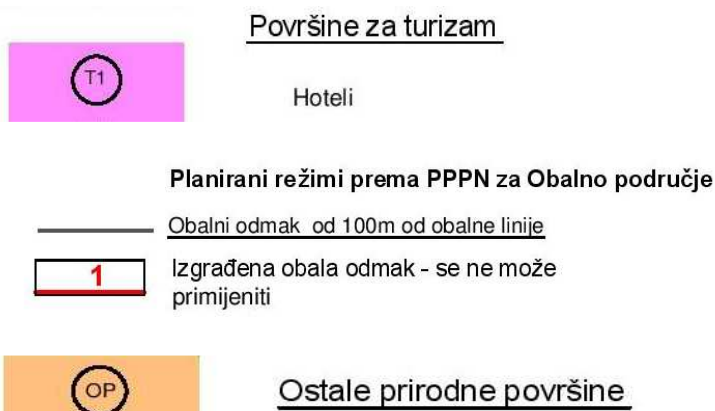 Površine za turizam
T1
Hoteli
Planirani režimi prema PPPN za Obalno područje
Obalni odmak od 100m od obalne linije
1
Izgrađena obala odmak - se ne može
primijeniti
OP
Ostale prirodne površine